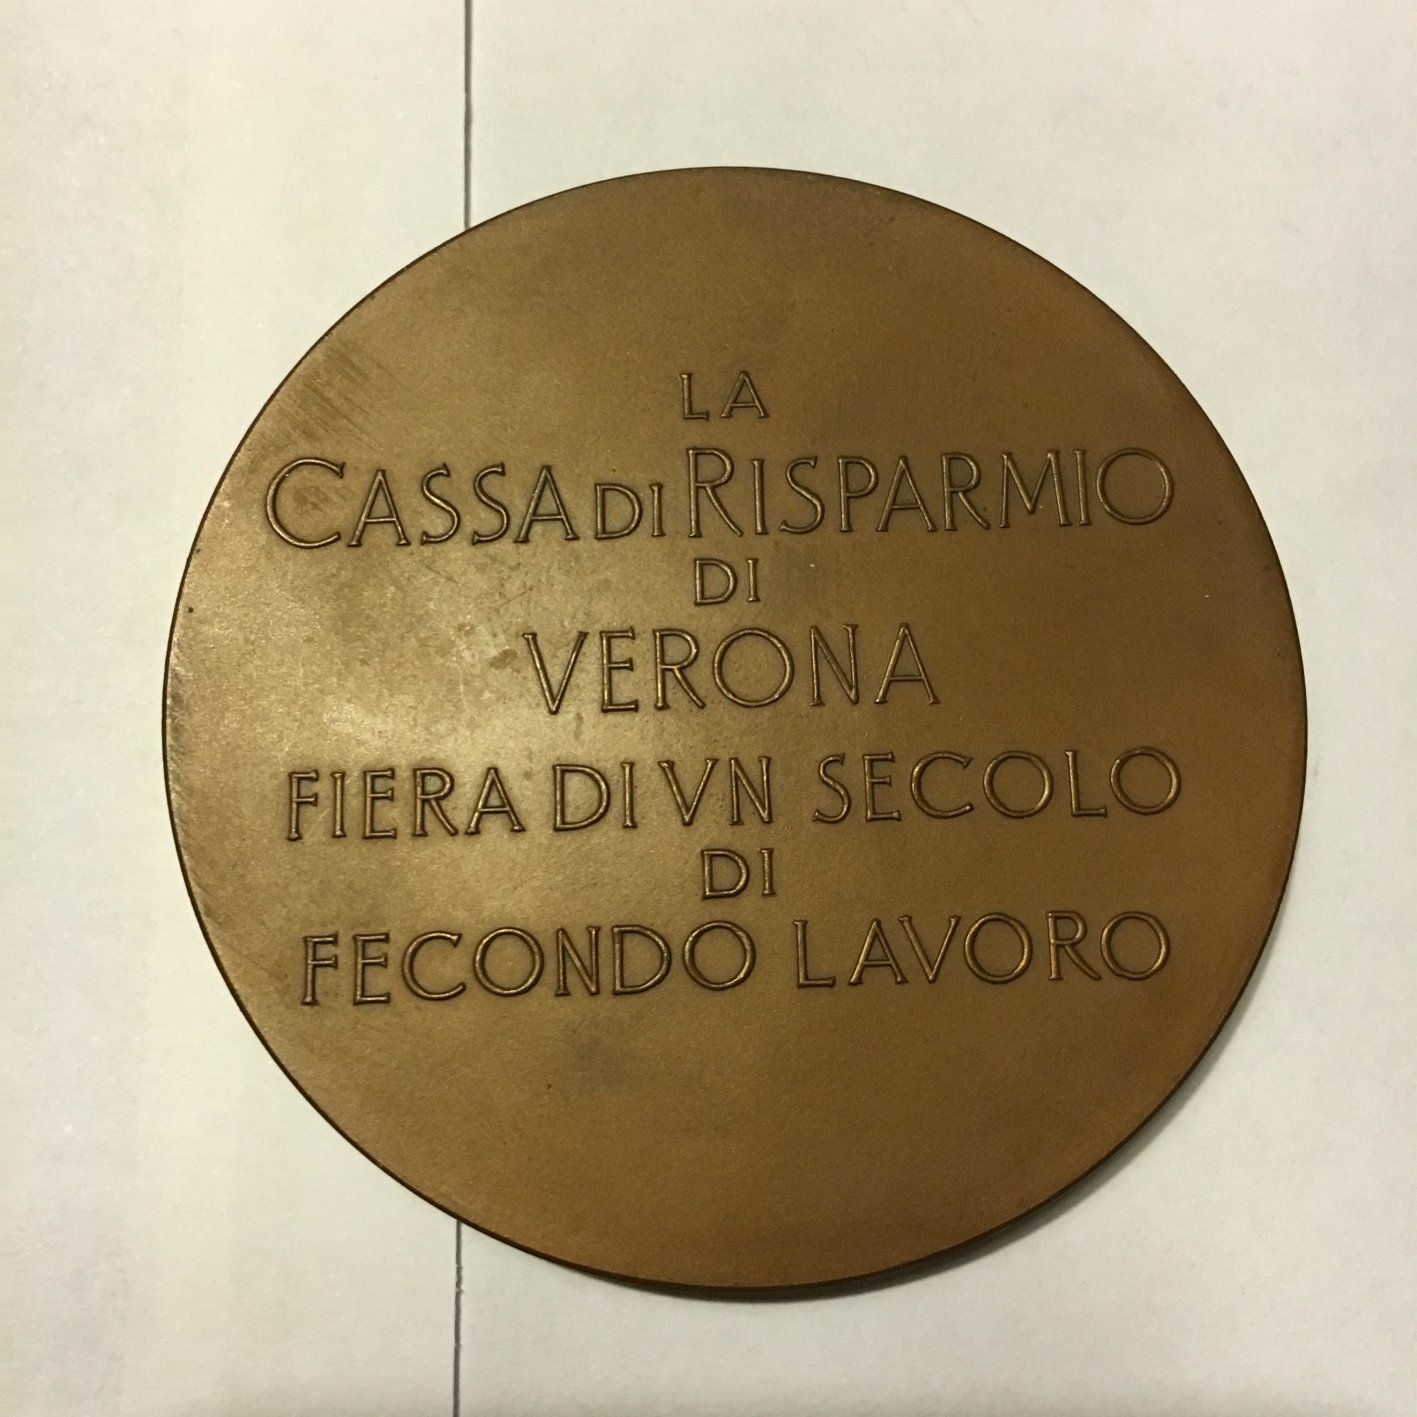 LA
CASSA DI RISPARMIO
DI
VERONA
FIERA DI VN SECOLO
DI
FECONDO LAVORO